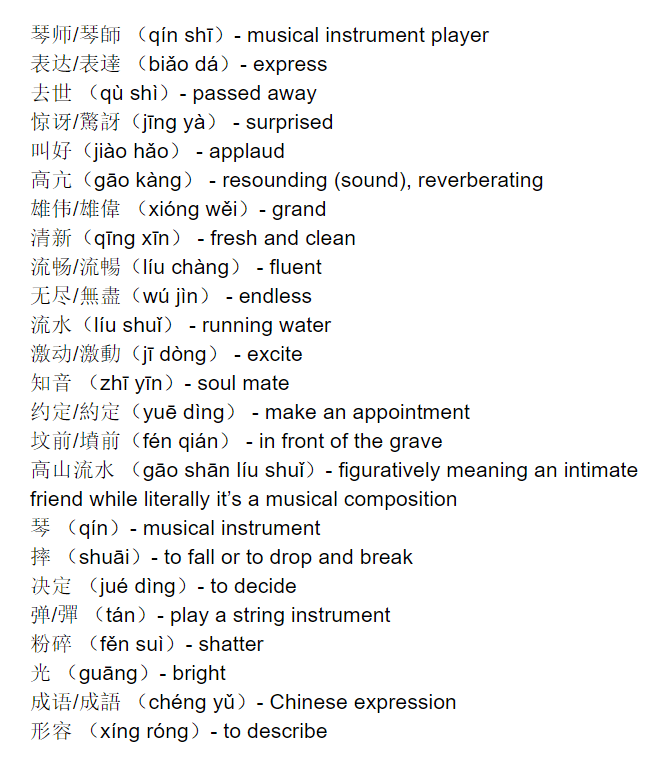 琴师/琴師 （qín shī）- musical instrument player
表达/表達 （biǎo dá）- express
去世 （qù shì）- passed away
惊讶/驚訝（jīng yà） - surprised
叫好（jiào hǎo） - applaud
高亢（gāo kàng） - resounding (sound), reverberating
雄伟/雄偉 （xióng wěi）- grand
清新（qīng xīn） - fresh and clean
流畅/流暢（líu chàng） - fluent
无尽/無盡（wú jìn） - endless
流水（líu shuǐ） - running water
激动/激動（jī dòng） - excite
知音 （zhī yīn）- soul mate
约定/約定（yuē dìng） - make an appointment
坟前/墳前（fén qián） - in front of the grave
高山流水 （gāo shān líu shuǐ）- figuratively meaning an intimate
friend while literally it’s a musical composition
琴 （qín）- musical instrument
摔 （shuāi）- to fall or to drop and break
决定 （jué dìng）- to decide
弹/彈 （tán）- play a string instrument
粉碎 （fěn suì）- shatter
光 （guāng）- bright
成语/成語 （chéng yǔ）- Chinese expression
形容 （xíng róng）- to describe